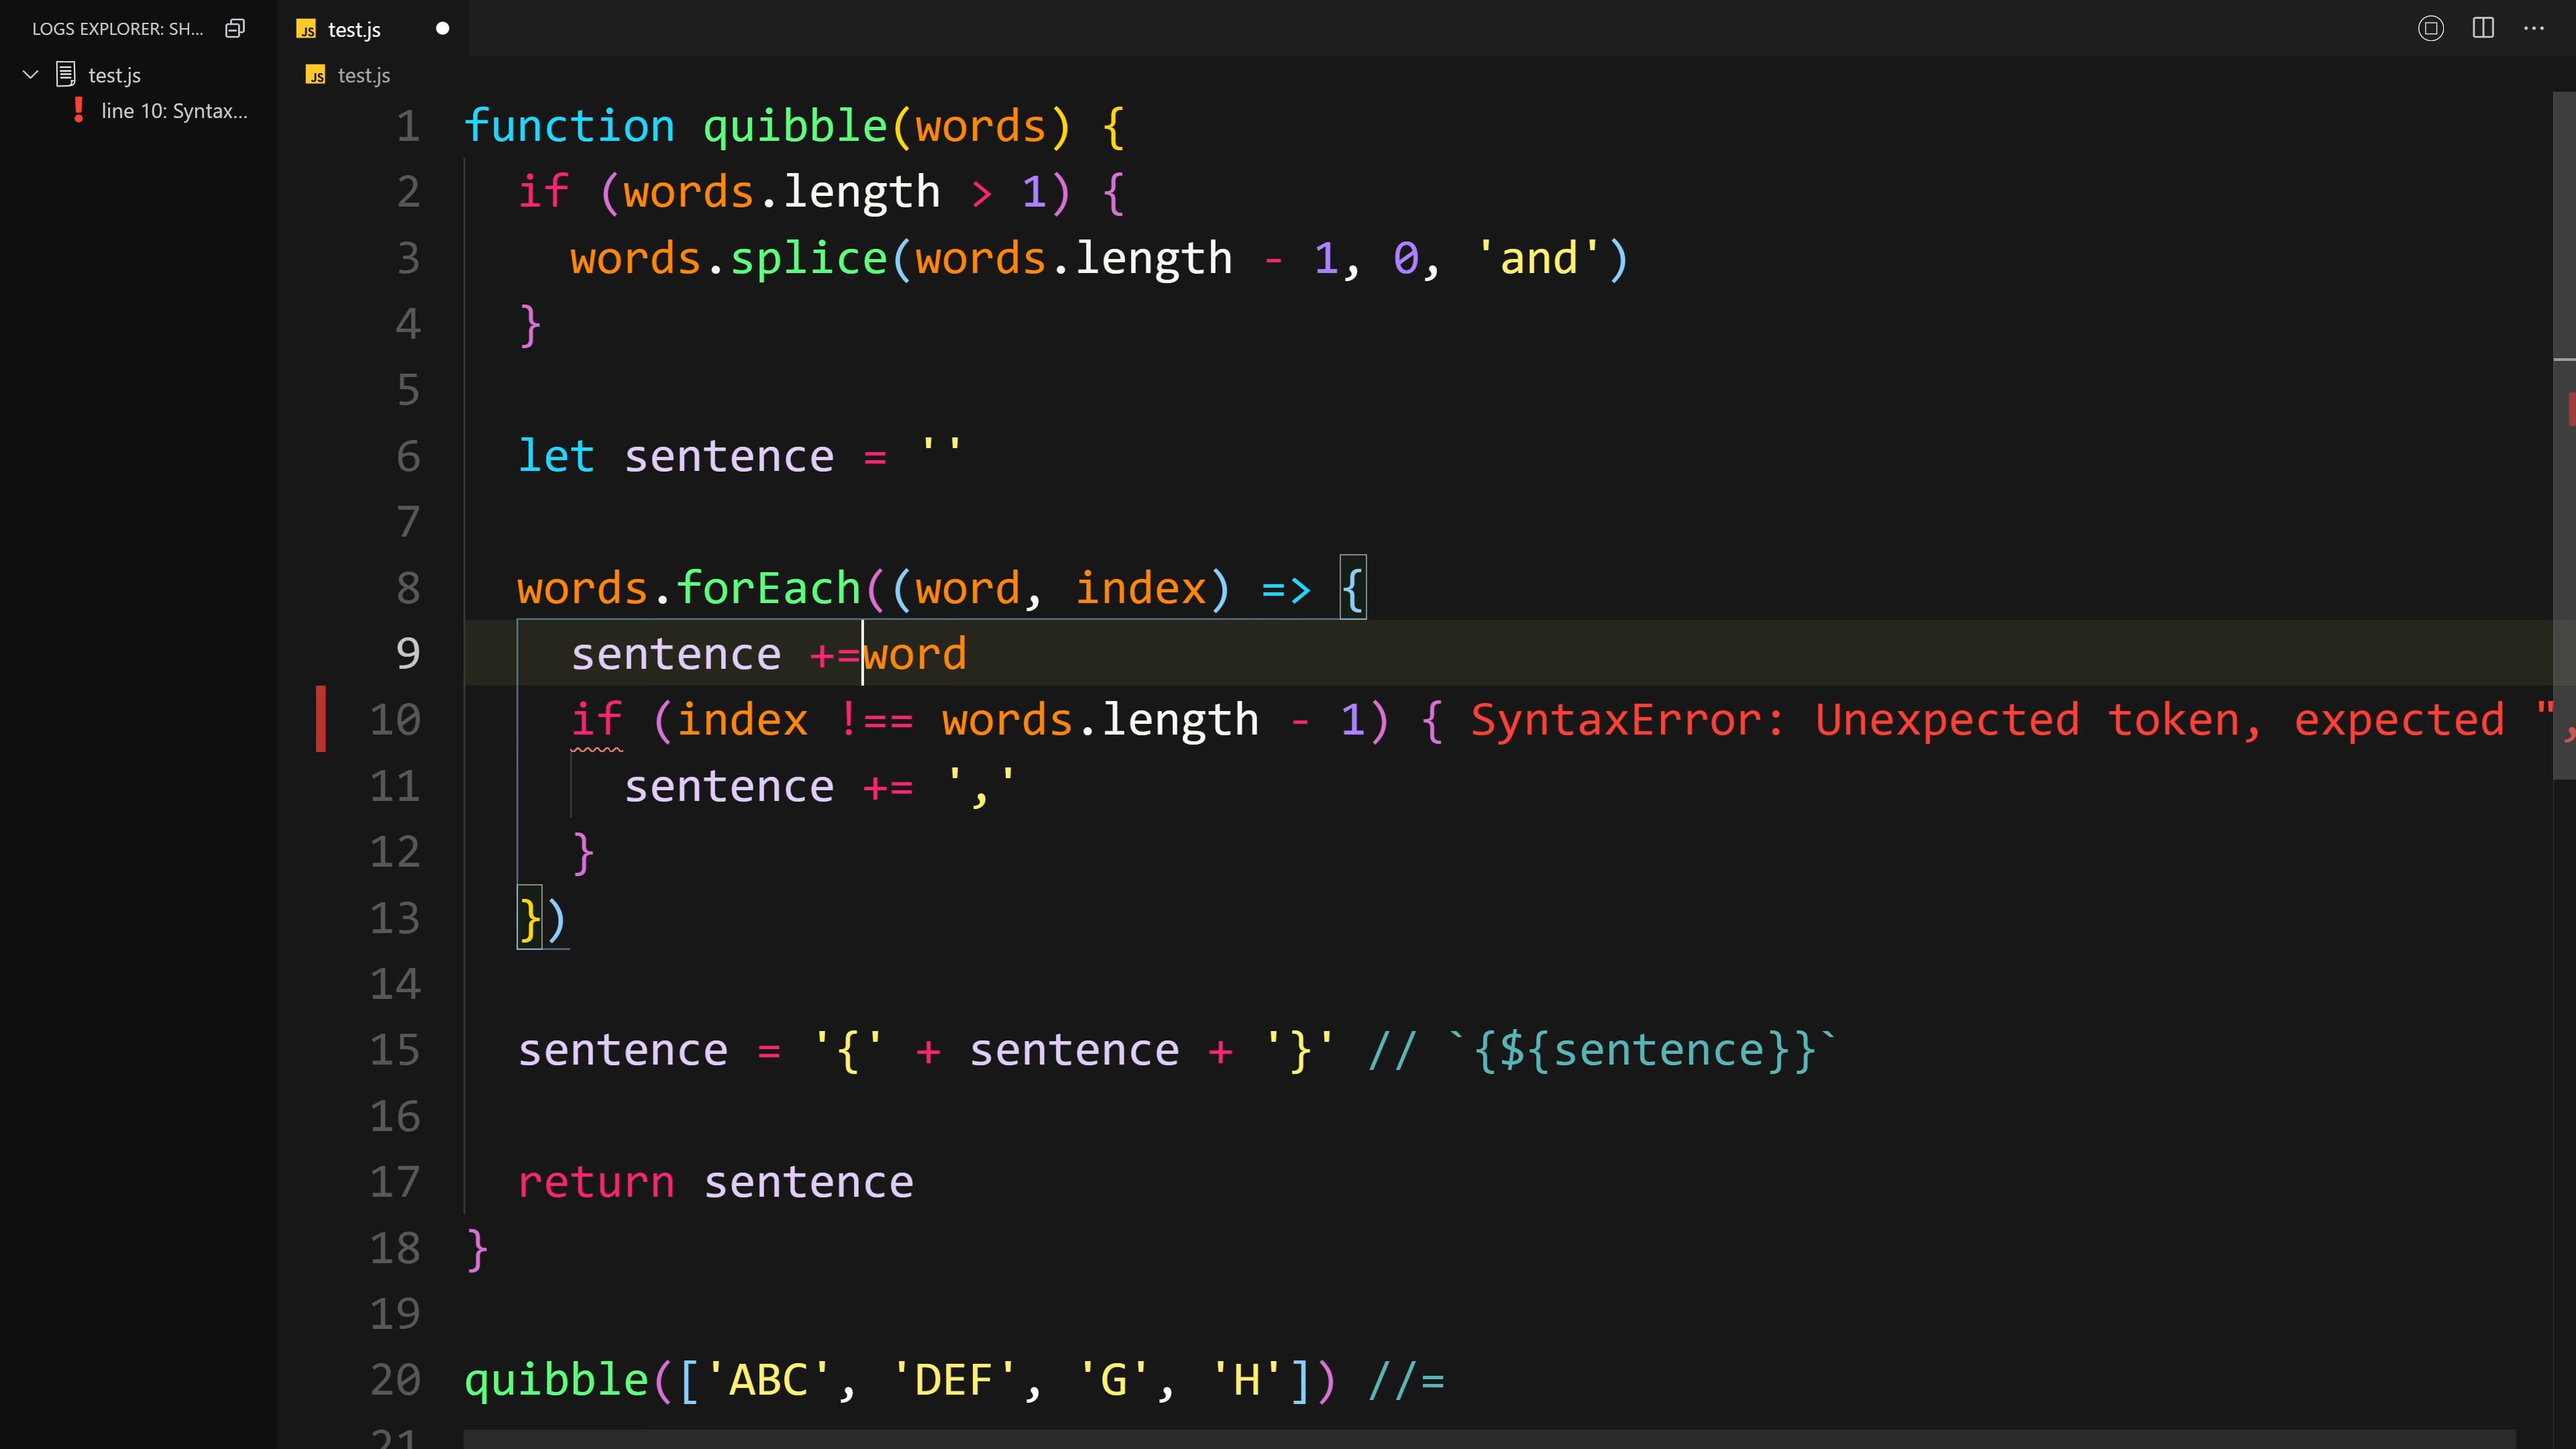 LOGS EXPLORER: SH...
test.js
line 10: Syntax...
JS test.js
JS test.js
1 function quibble(words) {
2 if (words.length > 1) {
3 words.splice(words.length - 1, 0, 'and')
4 }
5
6 let sentence = ''
7
8 words.forEach((word, index) => {
9 sentence +=word
10 if (index !== words.length - 1) { SyntaxError: Unexpected token, expected ",
11 sentence += ','
12 }
13 })
14
15 sentence = '{' + sentence + '}' // `{${sentence}}`
16
17 return sentence
18 }
19
20 quibble(['ABC', 'DEF', 'G', 'H']) //=
21